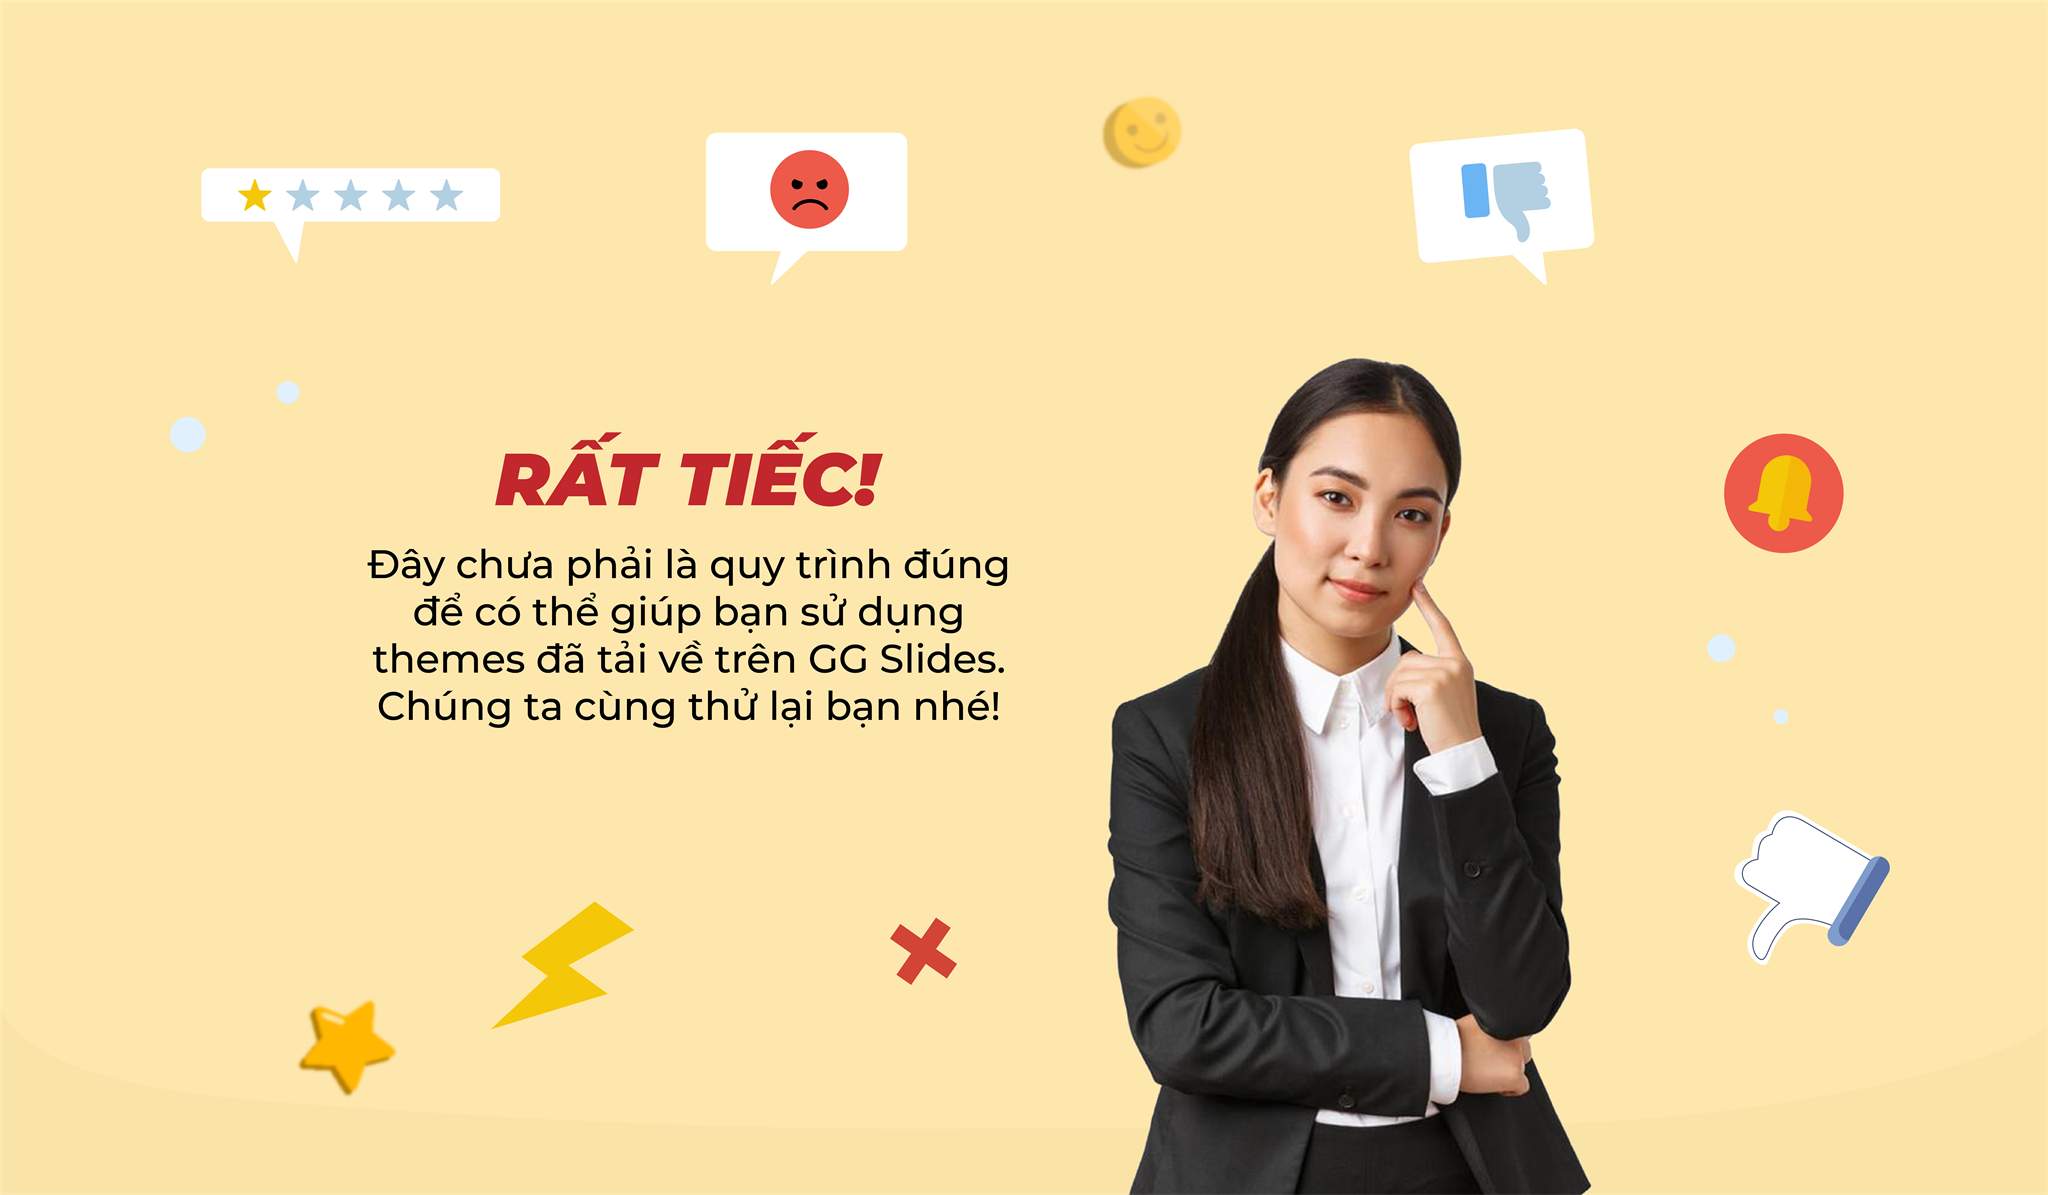 RẤT TIẾC!
Đây chưa phải là quy trình đúng
để có thể giúp bạn sử dụng
themes đã tải về trên GG Slides.
Chúng ta cùng thử lại bạn nhé!